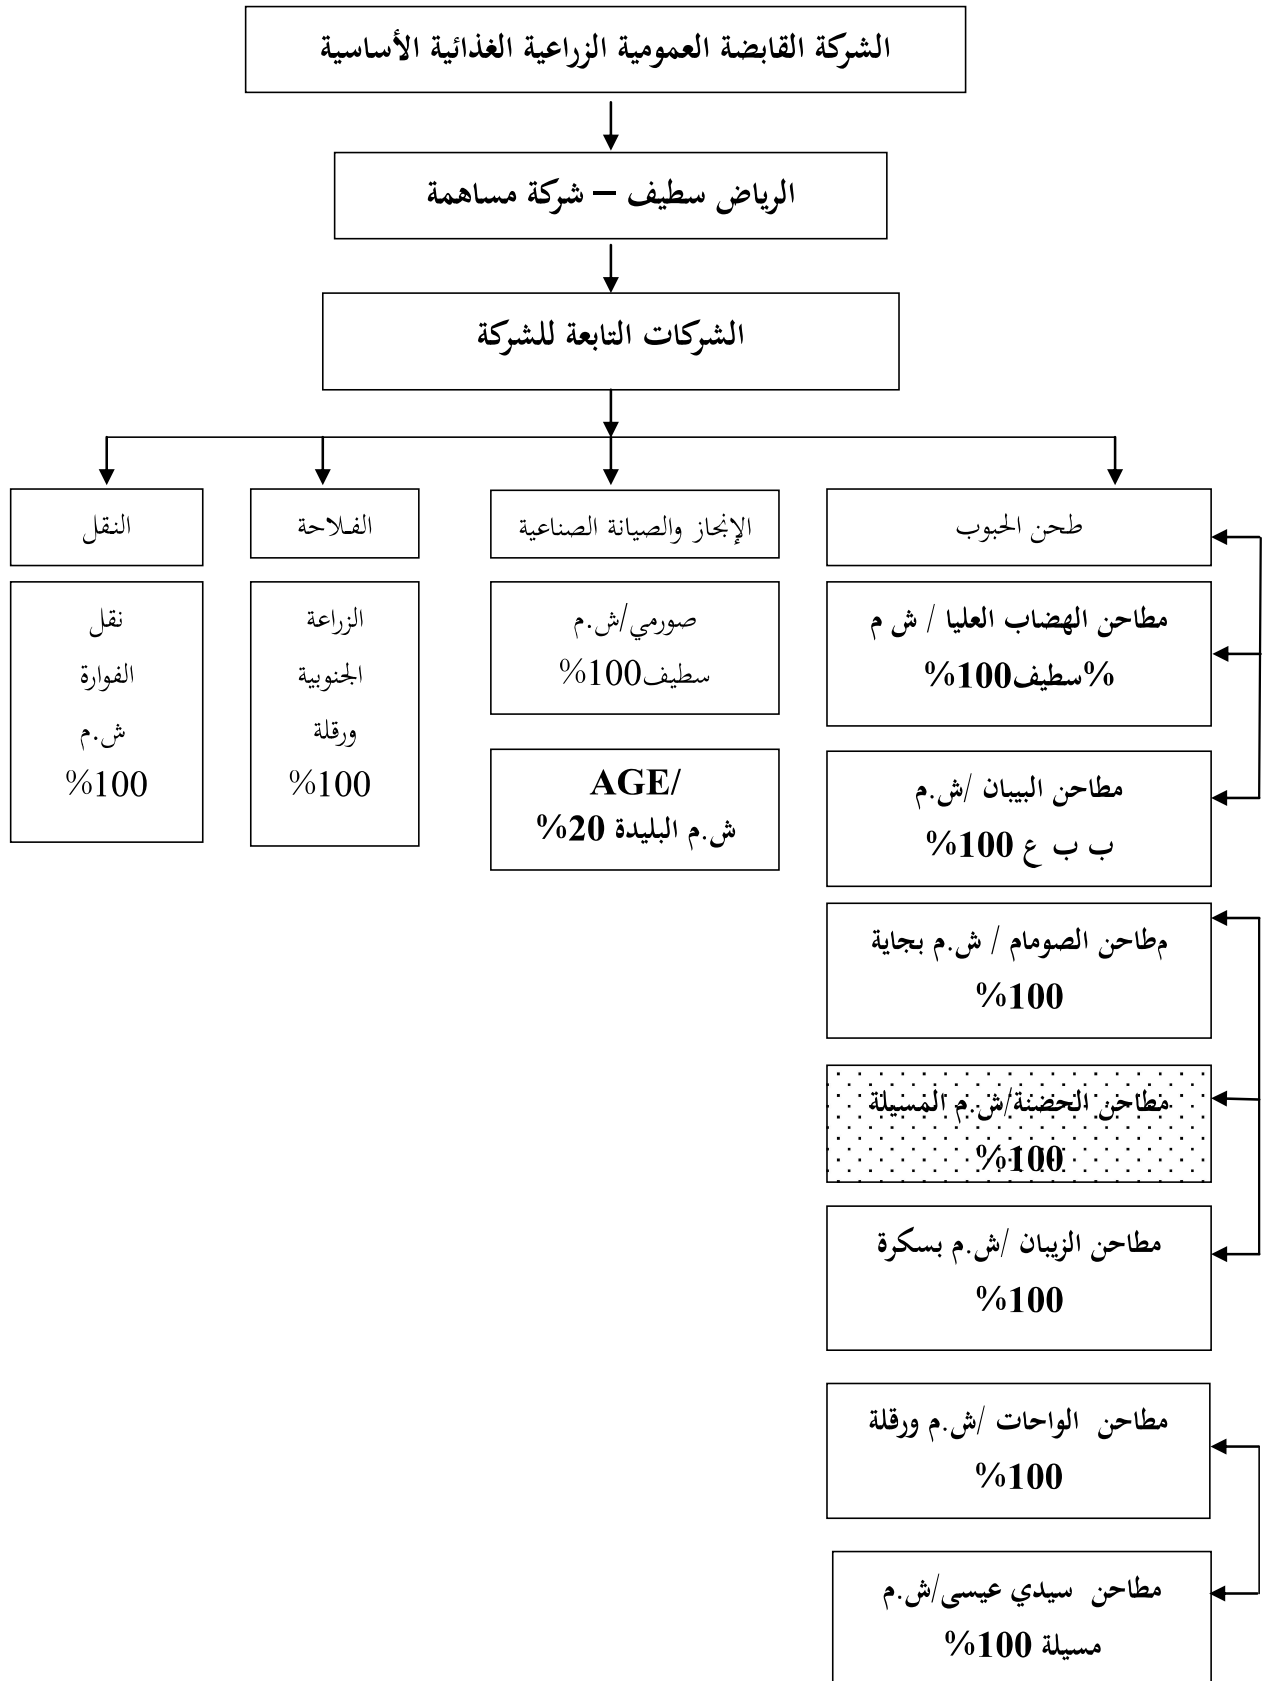 الشركة القابضة العمومية الزراعية الغذائية الأساسية
الرياض سطيف – شركة مساهمة
الشركات التابعة للشركة
طحن الحبوب
الإنجاز والصيانة الصناعية
الفلاحة
النقل
مطاحن الهضاب العليا / ش م
%سطيف100%
صورمي/ش.م
سطيف100%
الزراعة
الجنوبية
ورقلة
100%
نقل
الفوارة
ش.م
100%
مطاحن البيبان /ش.م
ب ب ع 100%
AGE/
ش.م البليدة 20%
مطاحن الصومام / ش.م بجاية
100%
مطاحن الحضنة/ش.م المسيلة
100%
مطاحن الزيبان /ش.م بسكرة
100%
مطاحن الواحات /ش.م ورقلة
100%
مطاحن سيدي عيسى/ش.م
مسيلة 100%